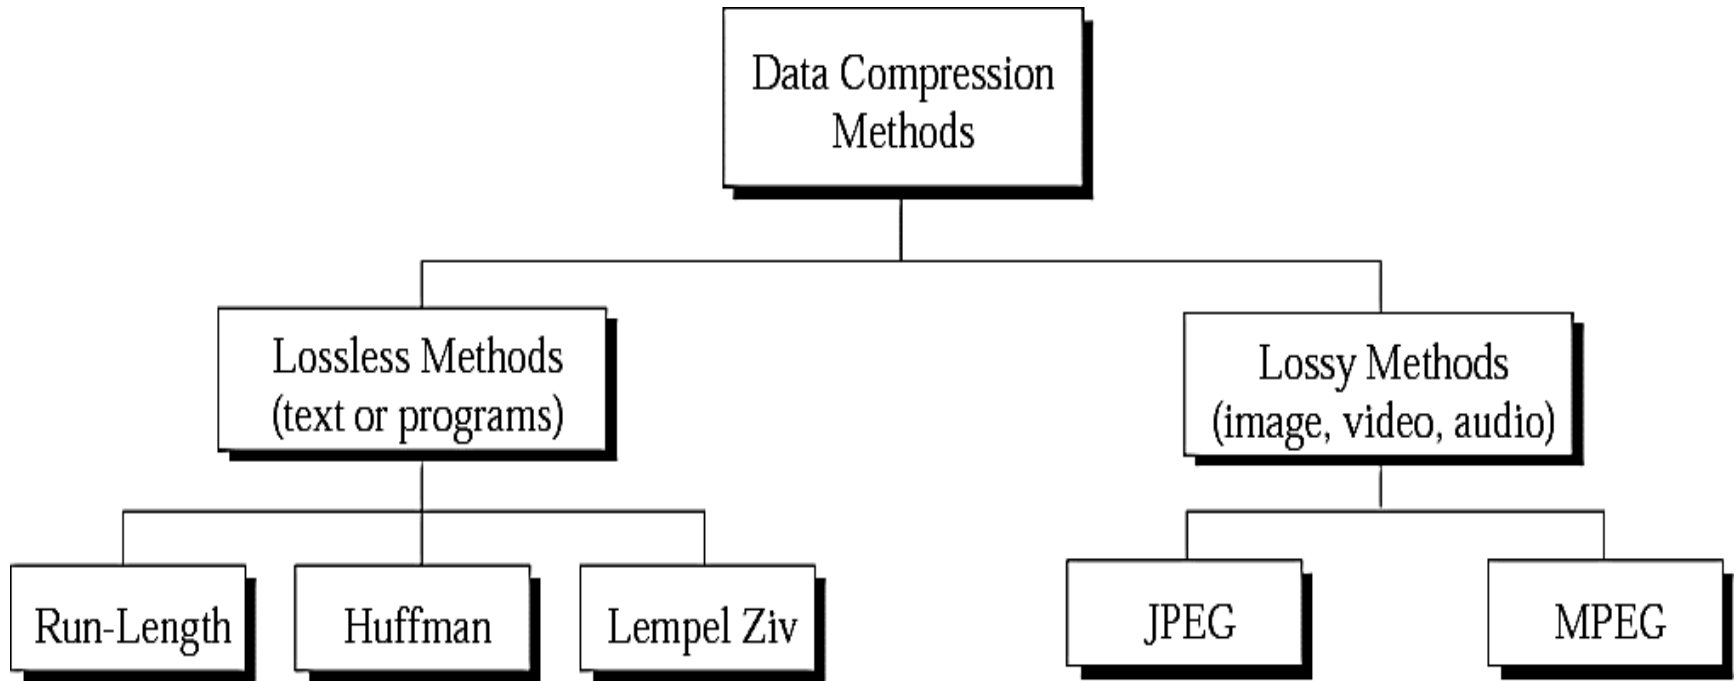 Data Compression
Methods
Lossless Methods
(text or programs)
Lossy Methods
(image, video, audio)
Run-Length
Huffman
Lempel Ziv
JPEG
MPEG